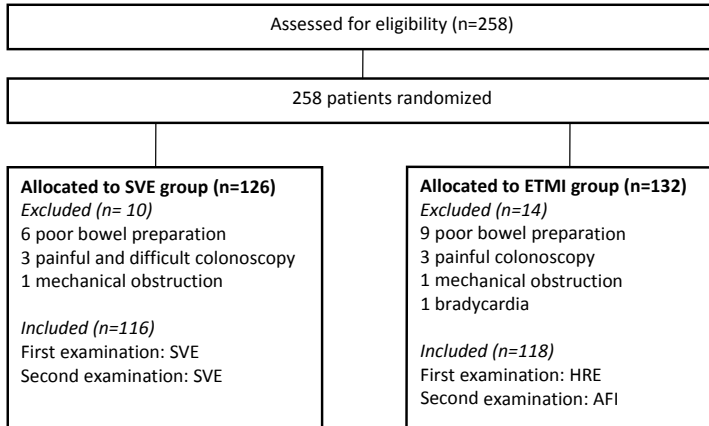 Assessed for eligibility (n=258)
258 patients randomized
Allocated to SVE group (n=126)
Excluded (n= 10)
6 poor bowel preparation
3 painful and difficult colonoscopy
1 mechanical obstruction
Included (n=116)
First examination: SVE
Second examination: SVE
Allocated to ETMI group (n=132)
Excluded (n=14)
9 poor bowel preparation
3 painful colonoscopy
1 mechanical obstruction
1 bradycardia
Included (n=118)
First examination: HRE
Second examination: AFI